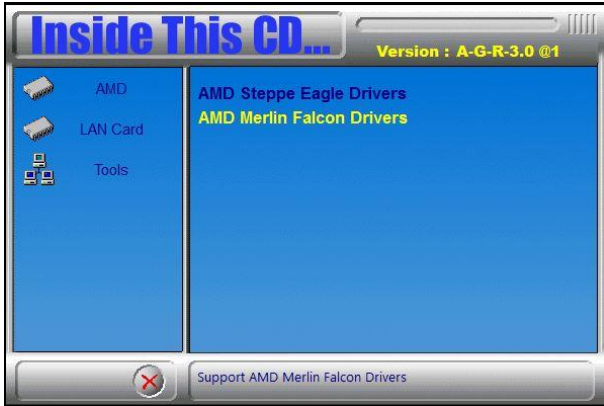 Inside This CD...
Version : A-G-R-3.0 @1
AMD
LAN Card
Tools
AMD Steppe Eagle Drivers
AMD Merlin Falcon Drivers
Support AMD Merlin Falcon Drivers